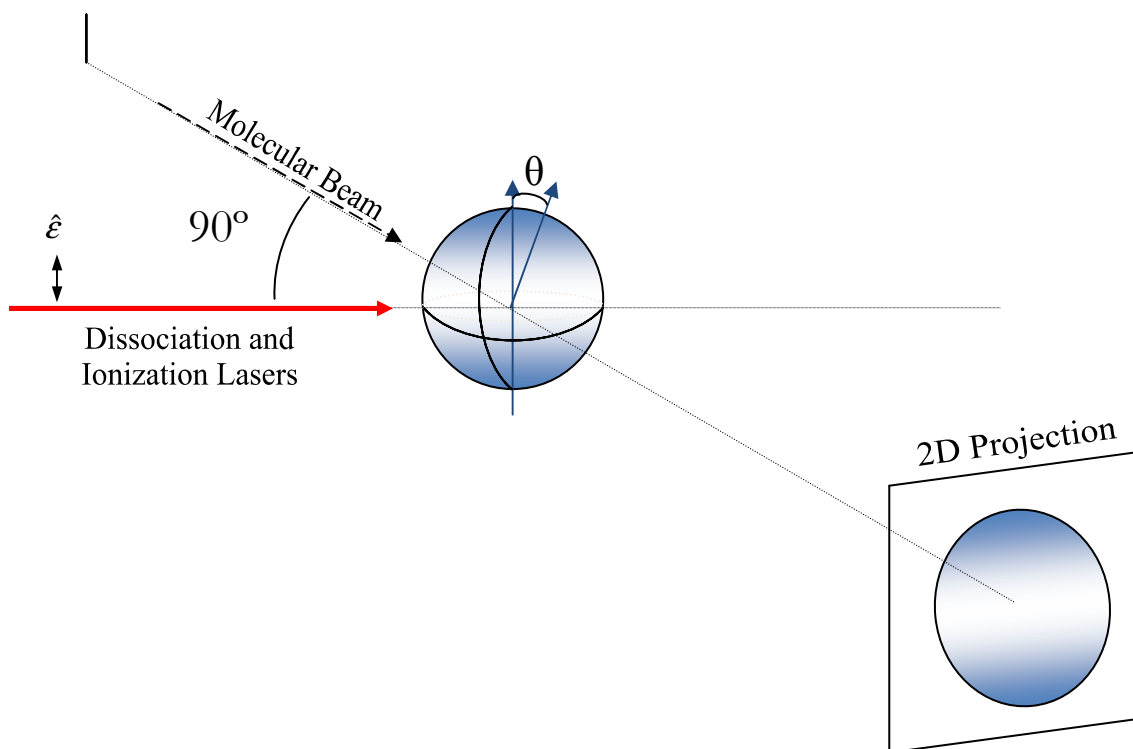 Molecular Beam
θ
90°
ε̂
Dissociation and
Ionization Lasers
2D Projection